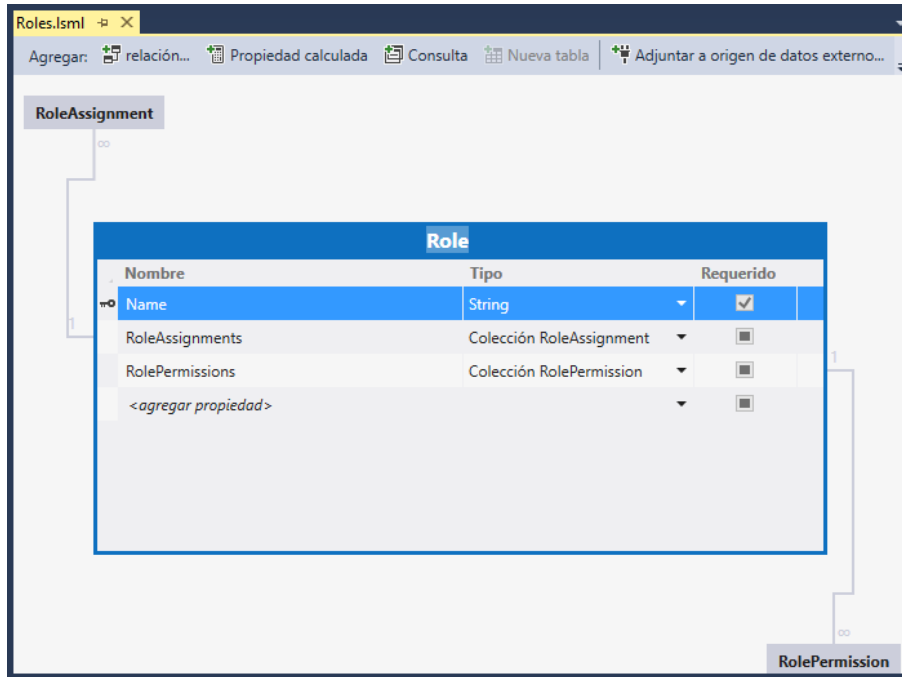 Roles.lsml
Agregar: relación... Propiedad calculada Consulta Nueva tabla Adjuntar a origen de datos externo...
RoleAssignment
∞
Role
Nombre Tipo Requerido
Name String
1
RoleAssignments Colección RoleAssignment
1
RolePermissions Colección RolePermission
<agregar propiedad>
∞
RolePermission